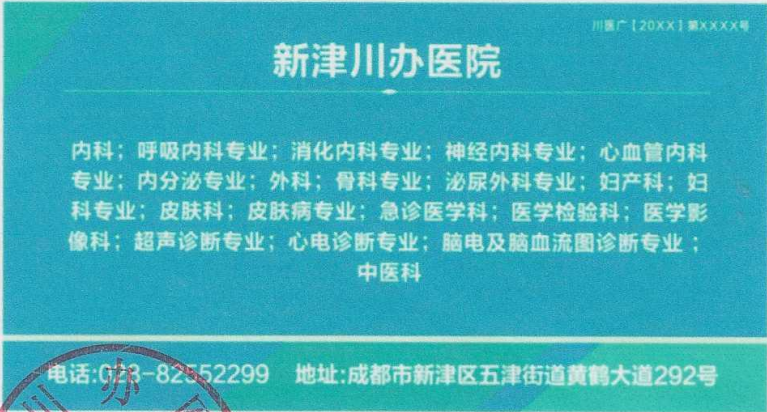 川医广【20XX】第XXXX号
新津川办医院
内科；呼吸内科专业；消化内科专业；神经内科专业；心血管内科
专业；内分泌专业；外科；骨科专业；泌尿外科专业；妇产科；妇
科专业；皮肤科；皮肤病专业；急诊医学科；医学检验科；医学影
像科；超声诊断专业；心电诊断专业；脑电及脑血流图诊断专业；
中医科
电话:028-82552299 地址:成都市新津区五津街道黄鹤大道292号
川办医